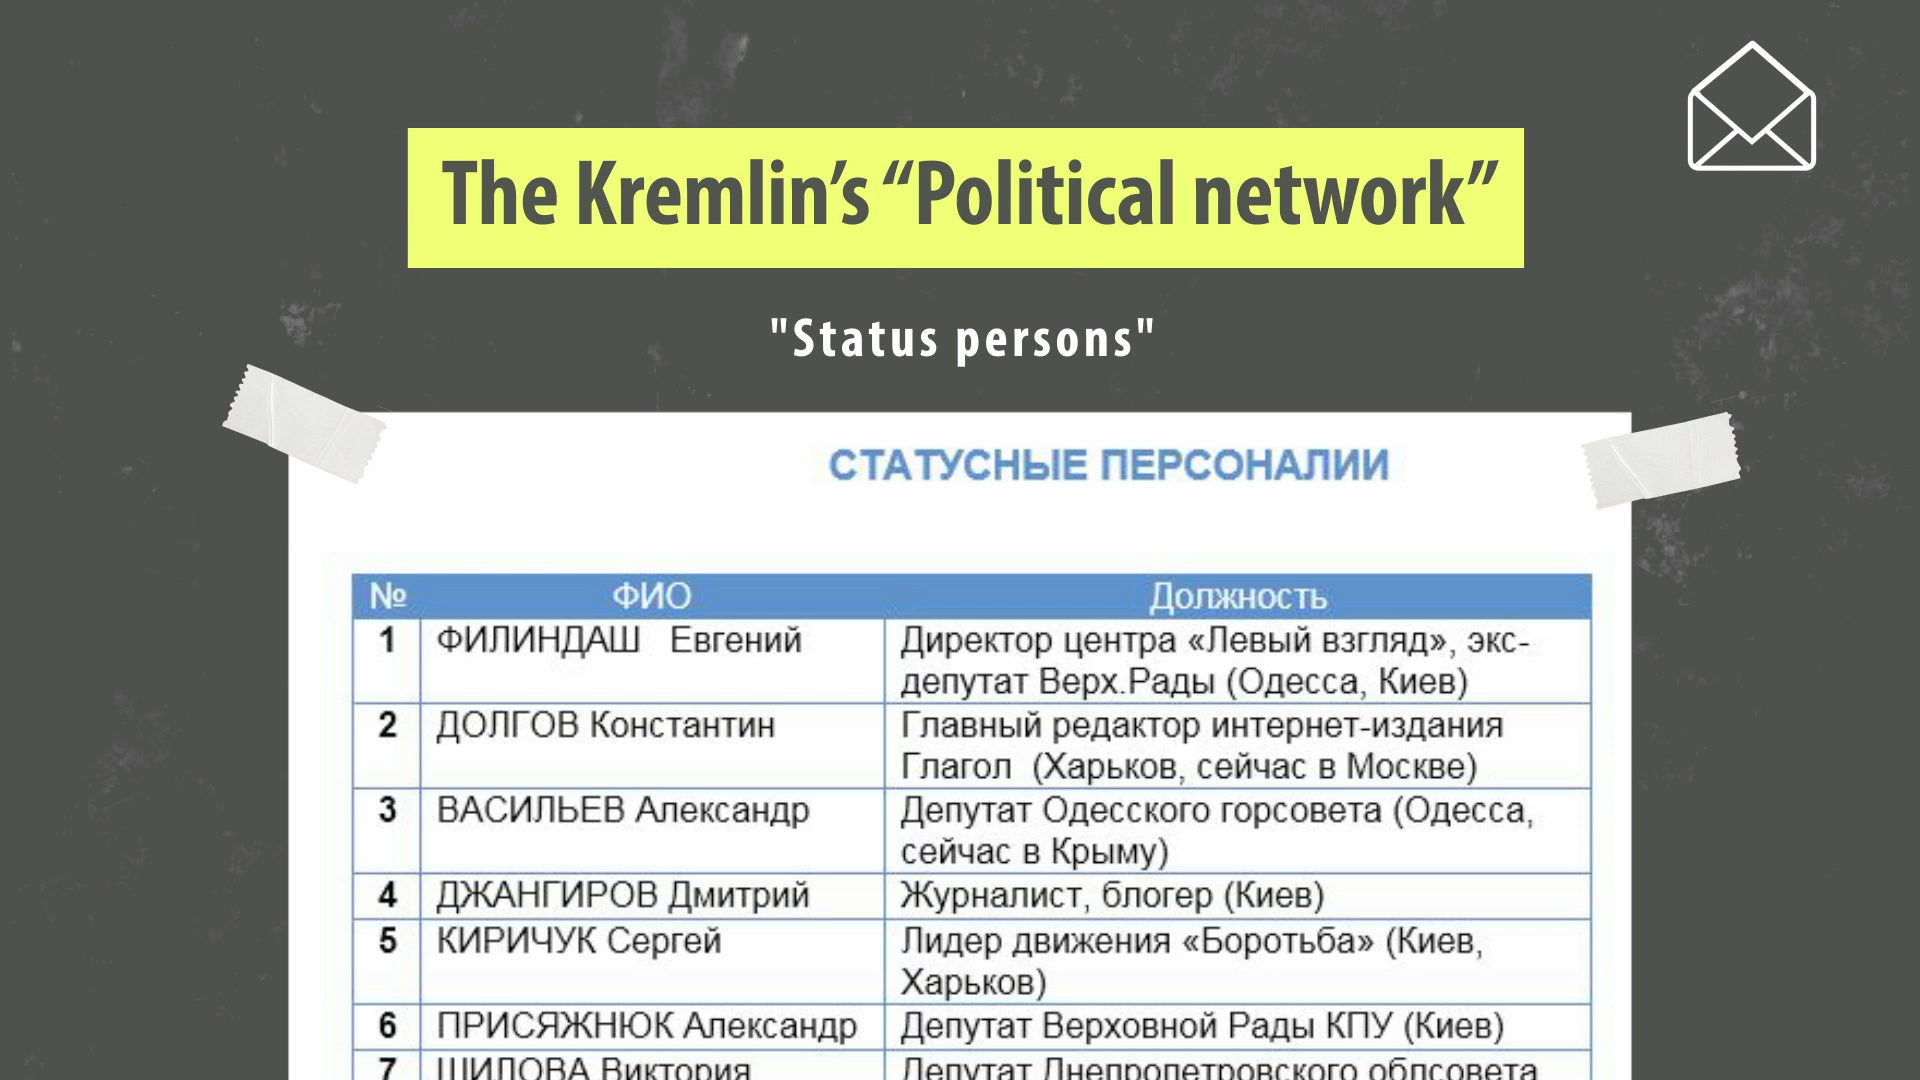 The Kremlin’s “Political network”
"Status persons"
СТАТУСНЫЕ ПЕРСОНАЛИИ
№ ФИО Должность
1 ФИЛИНДАШ Евгений Директор центра «Левый взгляд», экс-
депутат Верх.Рады (Одесса, Киев)
2 ДОЛГОВ Константин Главный редактор интернет-издания
Глагол (Харьков, сейчас в Москве)
3 ВАСИЛЬЕВ Александр Депутат Одесского горсовета (Одесса,
сейчас в Крыму)
4 ДЖАНГИРОВ Дмитрий Журналист, блогер (Киев)
5 КИРИЧУК Сергей Лидер движения «Боротьба» (Киев,
Харьков)
6 ПРИСЯЖНЮК Александр Депутат Верховной Рады КПУ (Киев)
7 ШИЛОВА Виктория Депутат Днепропетровского облсовета